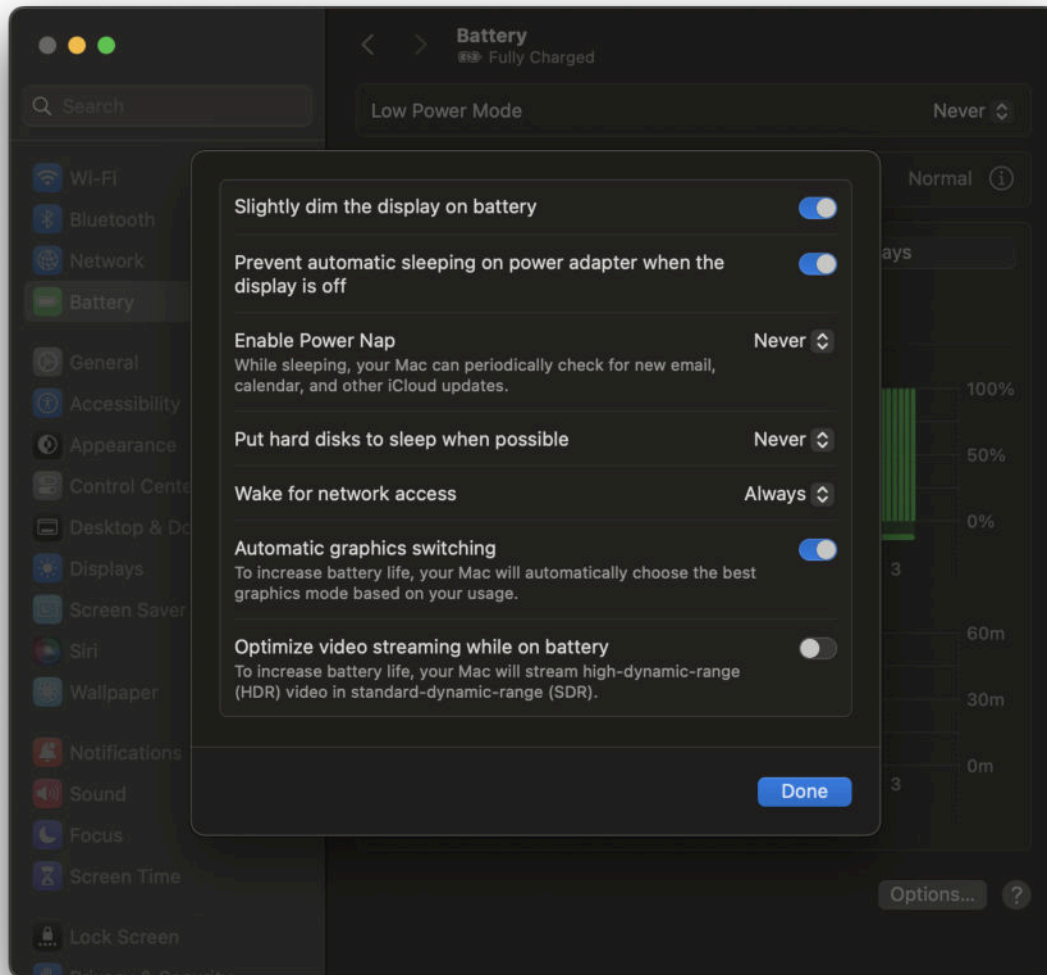 Battery
Fully Charged
Search
Low Power Mode
Never
Wi-Fi
Normal
Bluetooth
Network
Battery
General
Accessibility
Appearance
Control Cente
Desktop & Do
Displays
Screen Saver
Siri
Wallpaper
Notifications
Sound
Focus
Screen Time
Lock Screen
Slightly dim the display on battery
Prevent automatic sleeping on power adapter when the
display is off
Enable Power Nap
Never
While sleeping, your Mac can periodically check for new email,
calendar, and other iCloud updates.
Put hard disks to sleep when possible
Never
Wake for network access
Always
Automatic graphics switching
To increase battery life, your Mac will automatically choose the best
graphics mode based on your usage.
Optimize video streaming while on battery
To increase battery life, your Mac will stream high-dynamic-range
(HDR) video in standard-dynamic-range (SDR).
Done
ays
100%
50%
0%
3
60m
30m
0m
3
Options...
?